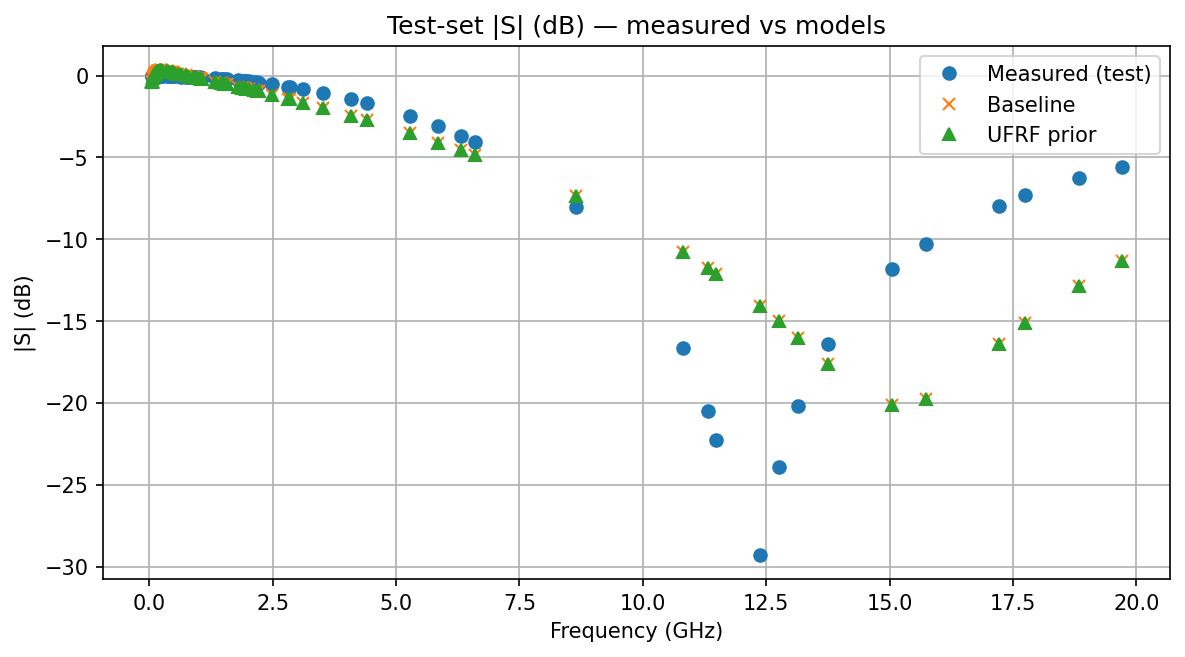 Test-set |S| (dB) — measured vs models
Measured (test)
Baseline
UFRF prior
|S| (dB)
0
−5
−10
−15
−20
−25
−30
0.0 2.5 5.0 7.5 10.0 12.5 15.0 17.5 20.0
Frequency (GHz)